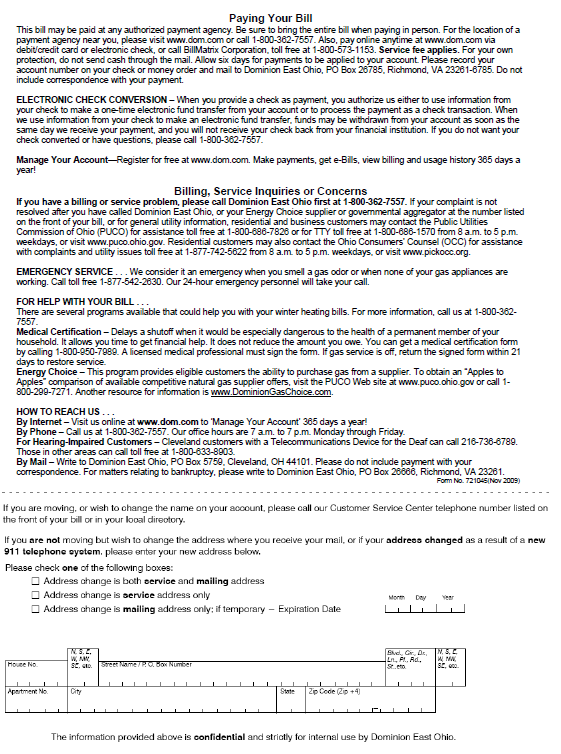 Paying Your Bill
This bill may be paid at any authorized payment agency. Be sure to bring the entire bill when paying in person. For the location of a
payment agency near you, please visit www.dom.com or call 1-800-362-7557. Also, pay online anytime at www.dom.com via
debit/credit card or electronic check, or call BillMatrix Corporation, toll free at 1-800-573-1153. Service fee applies. For your own
protection, do not send cash through the mail. Allow six days for payments to be applied to your account. Please record your
account number on your check or money order and mail to Dominion East Ohio, PO Box 26785, Richmond, VA 23261-6785. Do not
include correspondence with your payment.
ELECTRONIC CHECK CONVERSION – When you provide a check as payment, you authorize us either to use information from
your check to make a one-time electronic fund transfer from your account or to process the payment as a check transaction. When
we use information from your check to make an electronic fund transfer, funds may be withdrawn from your account as soon as the
same day we receive your payment, and you will not receive your check back from your financial institution. If you do not want your
check converted or have questions, please call 1-800-362-7557.
Manage Your Account—Register for free at www.dom.com. Make payments, get e-Bills, view billing and usage history 365 days a
year!
Billing, Service Inquiries or Concerns
If you have a billing or service problem, please call Dominion East Ohio first at 1-800-362-7557. If your complaint is not
resolved after you have called Dominion East Ohio, or your Energy Choice supplier or governmental aggregator at the number listed
on the front of your bill, or for general utility information, residential and business customers may contact the Public Utilities
Commission of Ohio (PUCO) for assistance toll free at 1-800-686-7826 or for TTY toll free at 1-800-686-1570 from 8 a.m. to 5 p.m.
weekdays, or visit www.puco.ohio.gov. Residential customers may also contact the Ohio Consumers' Counsel (OCC) for assistance
with complaints and utility issues toll free at 1-877-742-5622 from 8 a.m. to 5 p.m. weekdays, or visit www.pickocc.org.
EMERGENCY SERVICE . . . We consider it an emergency when you smell a gas odor or when none of your gas appliances are
working. Call toll free 1-877-542-2630. Our 24-hour emergency personnel will take your call.
FOR HELP WITH YOUR BILL . . .
There are several programs available that could help you with your winter heating bills. For more information, call us at 1-800-362-
7557.
Medical Certification – Delays a shutoff when it would be especially dangerous to the health of a permanent member of your
household. It allows you time to get financial help. It does not reduce the amount you owe. You can get a medical certification form
by calling 1-800-950-7989. A licensed medical professional must sign the form. If gas service is off, return the signed form within 21
days to restore service.
Energy Choice – This program provides eligible customers the ability to purchase gas from a supplier. To obtain an "Apples to
Apples" comparison of available competitive natural gas supplier offers, visit the PUCO Web site at www.puco.ohio.gov or call 1-
800-299-7271. Another resource for information is www.DominionGasChoice.com.
HOW TO REACH US . . .
By Internet – Visit us online at www.dom.com to 'Manage Your Account' 365 days a year!
By Phone – Call us at 1-800-362-7557. Our office hours are 7 a.m. to 7 p.m. Monday through Friday.
For Hearing-Impaired Customers – Cleveland customers with a Telecommunications Device for the Deaf can call 216-736-6789.
Those in other areas can call toll free at 1-800-633-8903.
By Mail – Write to Dominion East Ohio, PO Box 5759, Cleveland, OH 44101. Please do not include payment with your
correspondence. For matters relating to bankruptcy, please write to Dominion East Ohio, PO Box 26666, Richmond, VA 23261.
Form No. 721045(Nov 2009)
If you are moving, or wish to change the name on your account, please call our Customer Service Center telephone number listed on
the front of your bill or in your local directory.
If you are not moving but wish to change the address where you receive your mail, or if your address changed as a result of a new
911 telephone system, please enter your new address below.
Please check one of the following boxes:
Address change is both service and mailing address
Address change is service address only
Address change is mailing address only; if temporary – Expiration Date
Month Day Year
House No.
N, S, E, W, NW, SE, etc.
Street Name / P. O. Box Number
Blvd., Cir., Dr., Ln., Pl., Rd., St., etc.
N, S, E, W, NW, SE, etc.
Apartment No. City State Zip Code (Zip +4)
The information provided above is confidential and strictly for internal use by Dominion East Ohio.